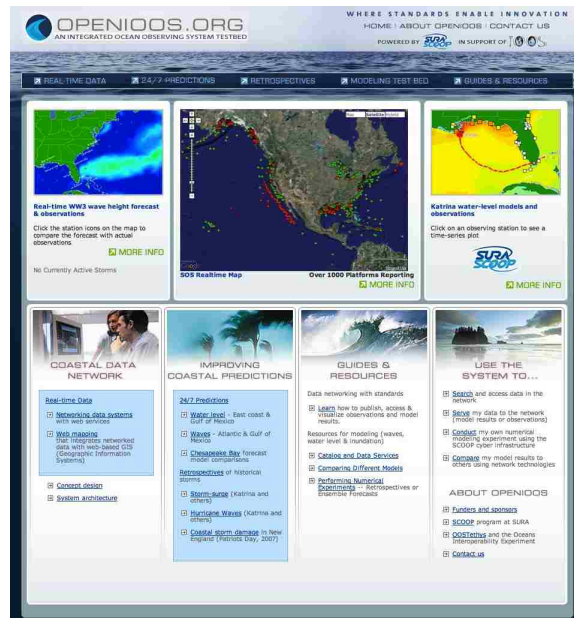 WHERE STANDARDS ENABLE INNOVATION
OPENIOOS.ORG
AN INTEGRATED OCEAN OBSERVING SYSTEM TESTBED
HOME | ABOUT OPENIOOS | CONTACT US
POWERED BY SURA SCOOP IN SUPPORT OF
REAL-TIME DATA
24/7 PREDICTIONS
RETROSPECTIVES
MODELING TEST BED
GUIDES & RESOURCES
Real-time WW3 wave height forecast
& observations
Click the station icons on the map to
compare the forecast with actual
observations
MORE INFO
No Currently Active Storms
Map Satellite Hybrid
SOS Realtime Map
Over 1000 Platforms Reporting
MORE INFO
Katrina water-level models and
observations
Click on an observing station to see a
time-series plot
SURA
SCOOP
MORE INFO
COASTAL DATA
NETWORK
Real-time Data
Networking data systems
with web services
Web mapping
that integrates networked
data with web-based GIS
(Geographic Information
Systems)
Concept design
System architecture
IMPROVING
COASTAL PREDICTIONS
24/7 Predictions
Water level - East coast &
Gulf of Mexico
Waves - Atlantic & Gulf of
Mexico
Chesapeake Bay forecast
model comparisons
Retrospectives of historical
storms
Storm-surge (Katrina and
others)
Hurricane Waves (Katrina and
others)
Coastal storm damage in New
England (Patriots Day, 2007)
GUIDES &
RESOURCES
Data networking with standards
Learn how to publish, access &
visualize observations and model
results.
Resources for modeling (waves,
water level & inundation)
Catalog and Data Services
Comparing Different Models
Performing Numerical
Experiments -- Retrospectives or
Ensemble Forecasts
USE THE
SYSTEM TO...
Search and access data in the
network
Serve my data to the network
(model results or observations)
Conduct my own numerical
modeling experiment using the
SCOOP cyber infrastructure
Compare my model results to
others using network technologies
ABOUT OPENIOOS
Funders and sponsors
SCOOP program at SURA
OOSTethys and the Oceans
Interoperability Experiment
Contact us